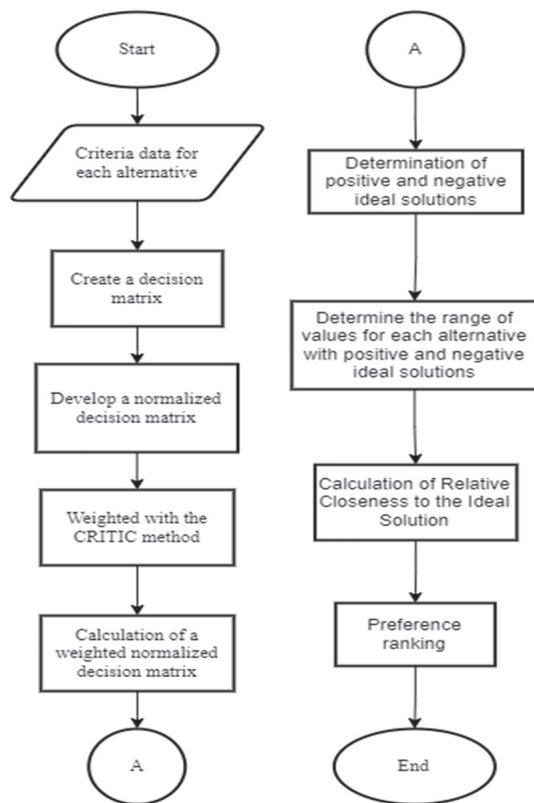 Start
Criteria data for
each alternative
Create a decision
matrix
Develop a normalized
decision matrix
Weighted with the
CRITIC method
Calculation of a
weighted normalized
decision matrix
A
A
Determination of
positive and negative
ideal solutions
Determine the range of
values for each alternative
with positive and negative
ideal solutions
Calculation of Relative
Closeness to the Ideal
Solution
Preference
ranking
End